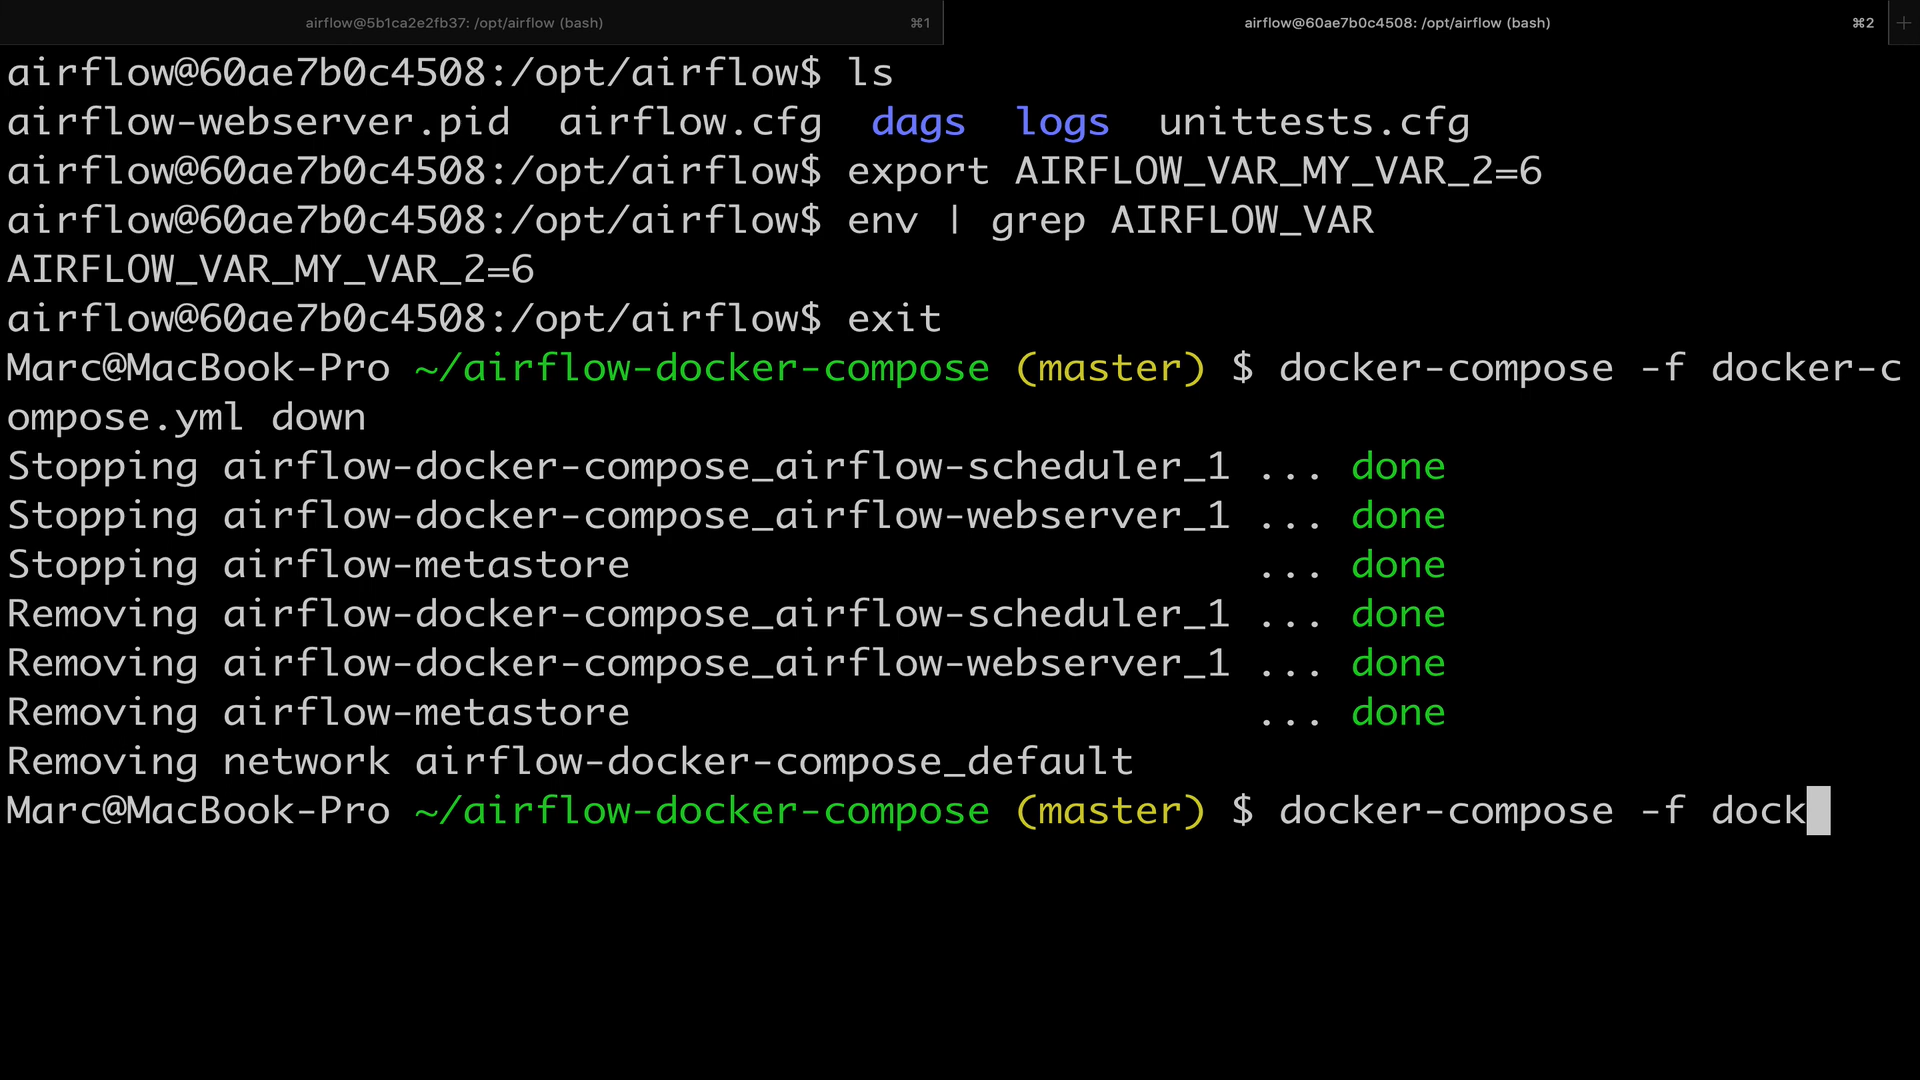 airflow@5b1ca2e2fb37: /opt/airflow (bash) ⌘1 airflow@60ae7b0c4508: /opt/airflow (bash) ⌘2 +
airflow@60ae7b0c4508:/opt/airflow$ ls
airflow-webserver.pid airflow.cfg dags logs unittests.cfg
airflow@60ae7b0c4508:/opt/airflow$ export AIRFLOW_VAR_MY_VAR_2=6
airflow@60ae7b0c4508:/opt/airflow$ env | grep AIRFLOW_VAR
AIRFLOW_VAR_MY_VAR_2=6
airflow@60ae7b0c4508:/opt/airflow$ exit
Marc@MacBook-Pro ~/airflow-docker-compose (master) $ docker-compose -f docker-c
ompose.yml down
Stopping airflow-docker-compose_airflow-scheduler_1 ... done
Stopping airflow-docker-compose_airflow-webserver_1 ... done
Stopping airflow-metastore ... done
Removing airflow-docker-compose_airflow-scheduler_1 ... done
Removing airflow-docker-compose_airflow-webserver_1 ... done
Removing airflow-metastore ... done
Removing network airflow-docker-compose_default
Marc@MacBook-Pro ~/airflow-docker-compose (master) $ docker-compose -f dock